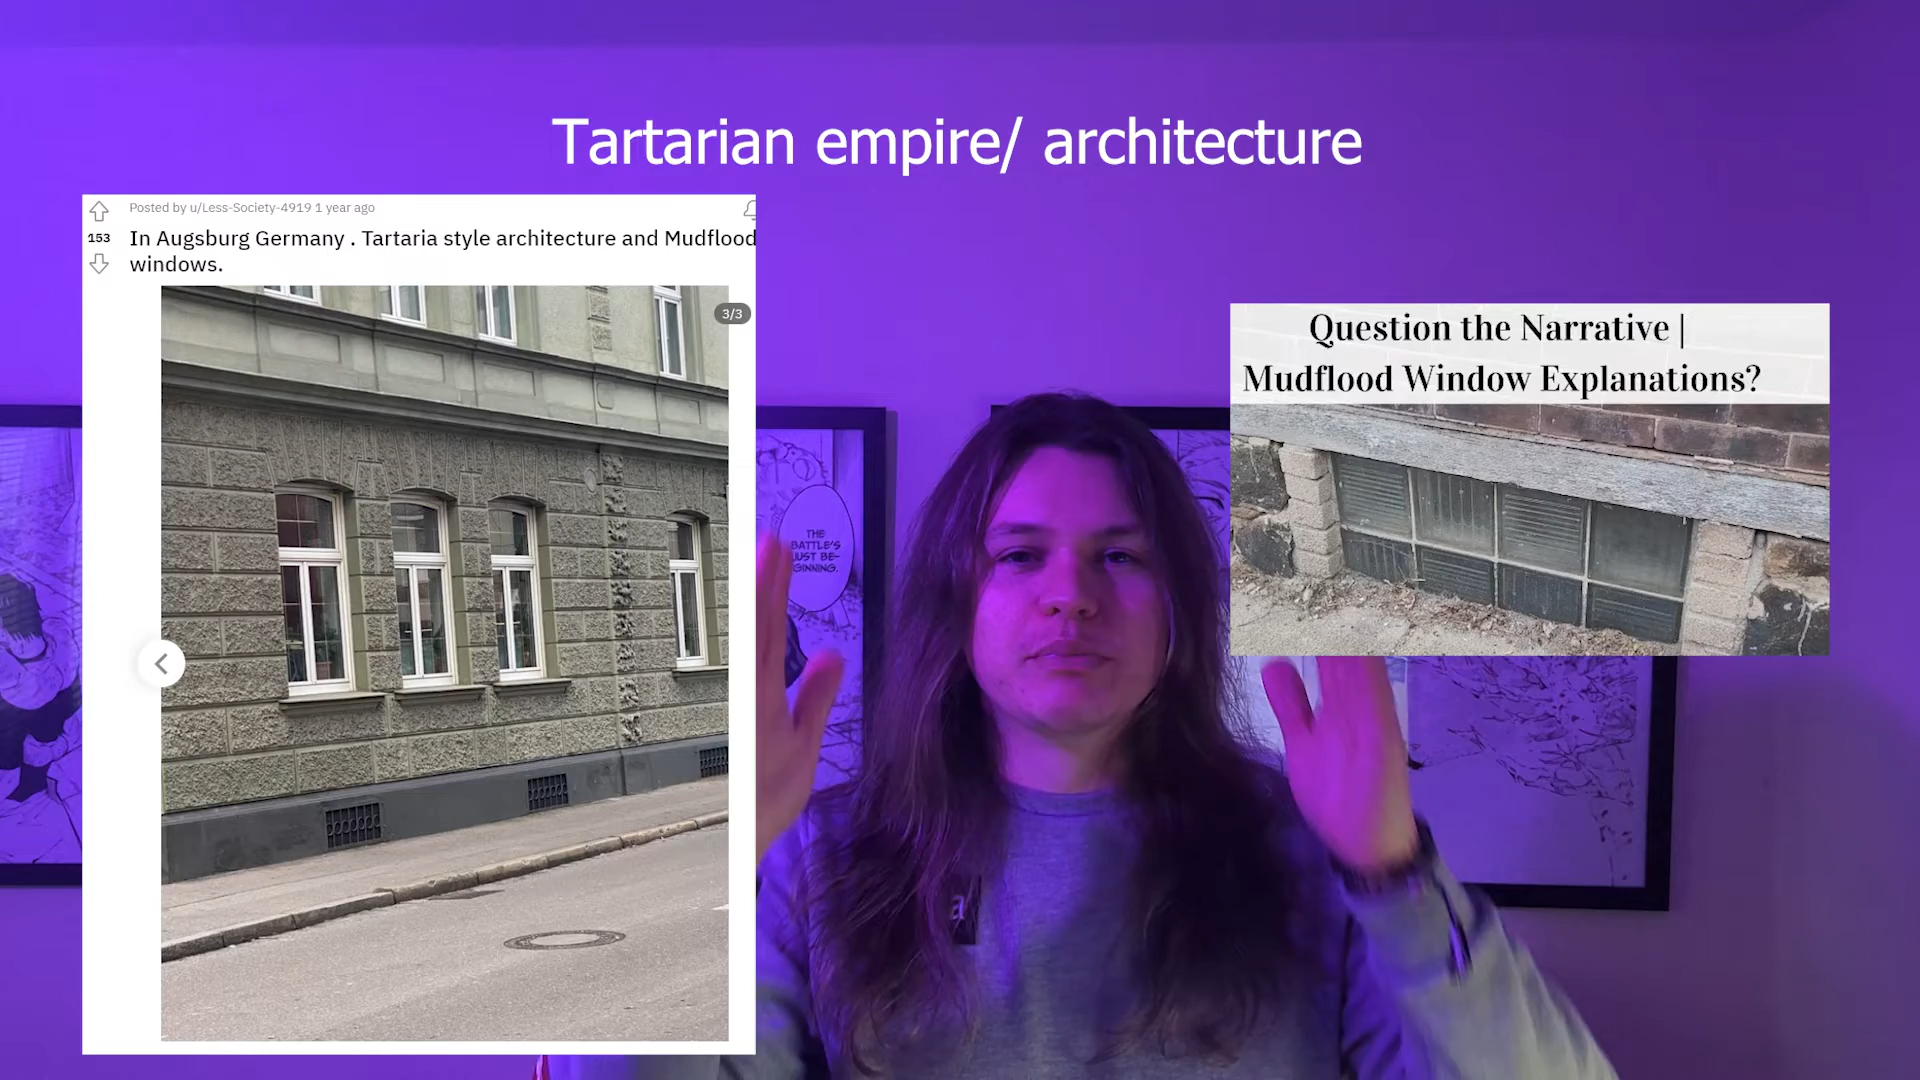 Tartarian empire/ architecture
Posted by u/Less-Society-4919 1 year ago
153
In Augsburg Germany . Tartaria style architecture and Mudflood
windows.
3/3
Question the Narrative |
Mudflood Window Explanations?
THE
BATTLE'S
JUST BE-
GINNING.
a